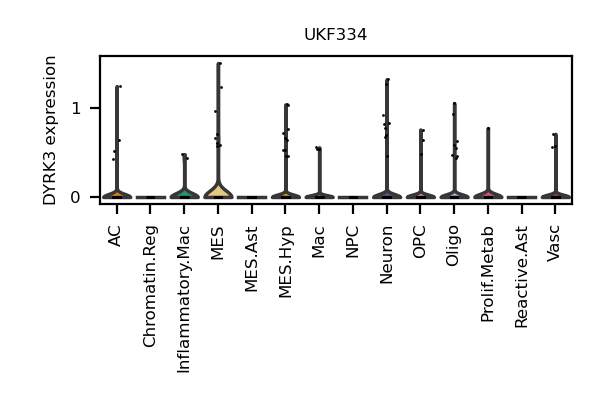 UKF334
DYRK3 expression
1
0
AC
Chromatin.Reg
Inflammatory.Mac
MES
MES.Ast
MES.Hyp
Mac
NPC
Neuron
OPC
Oligo
Prolif.Metab
Reactive.Ast
Vasc